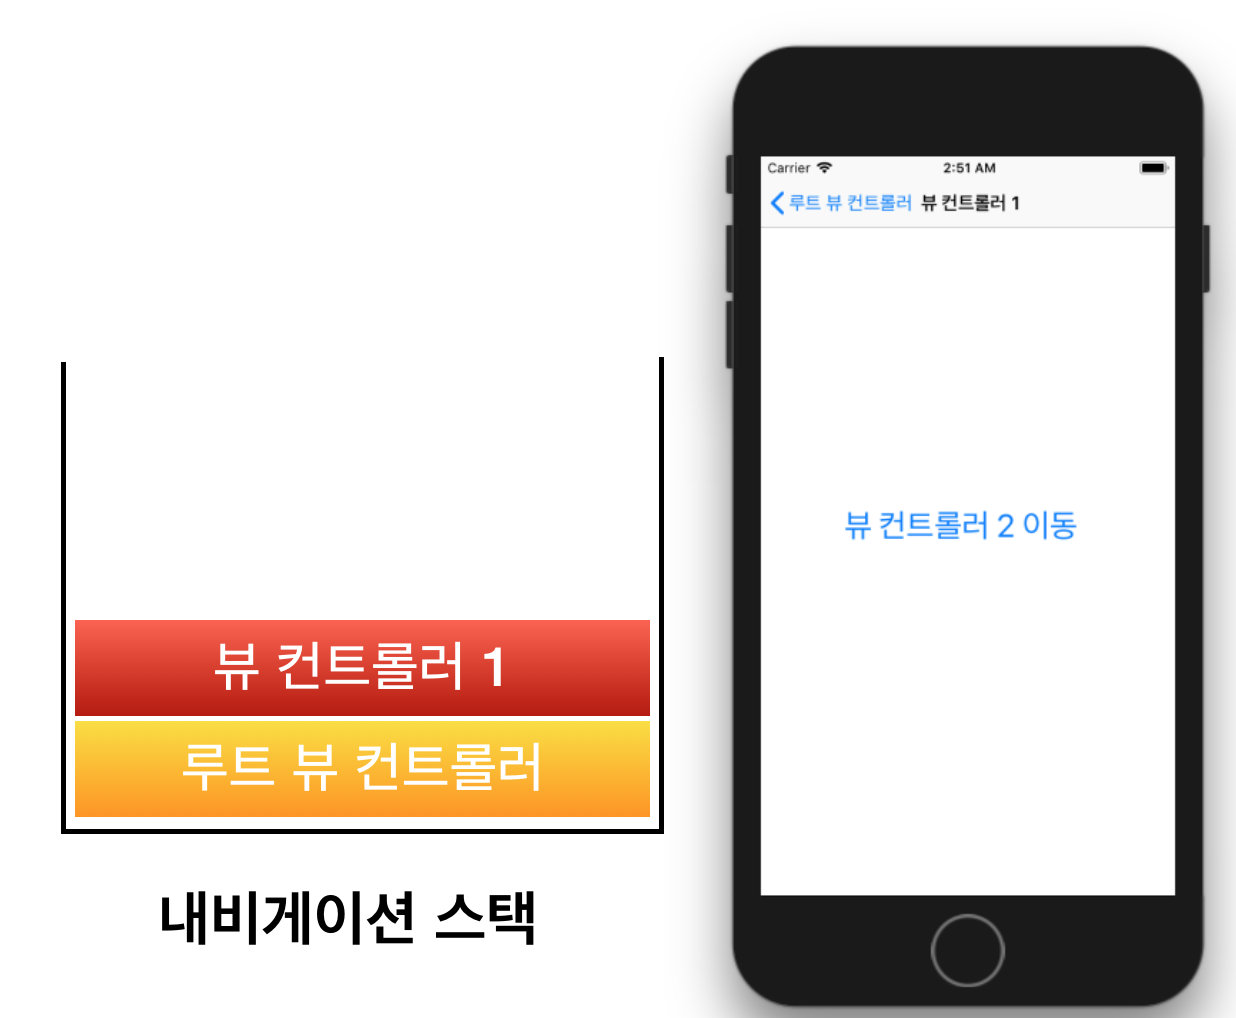 뷰 컨트롤러 1
루트 뷰 컨트롤러
내비게이션 스택
Carrier 2:51 AM
루트 뷰 컨트롤러 뷰 컨트롤러 1
뷰 컨트롤러 2 이동